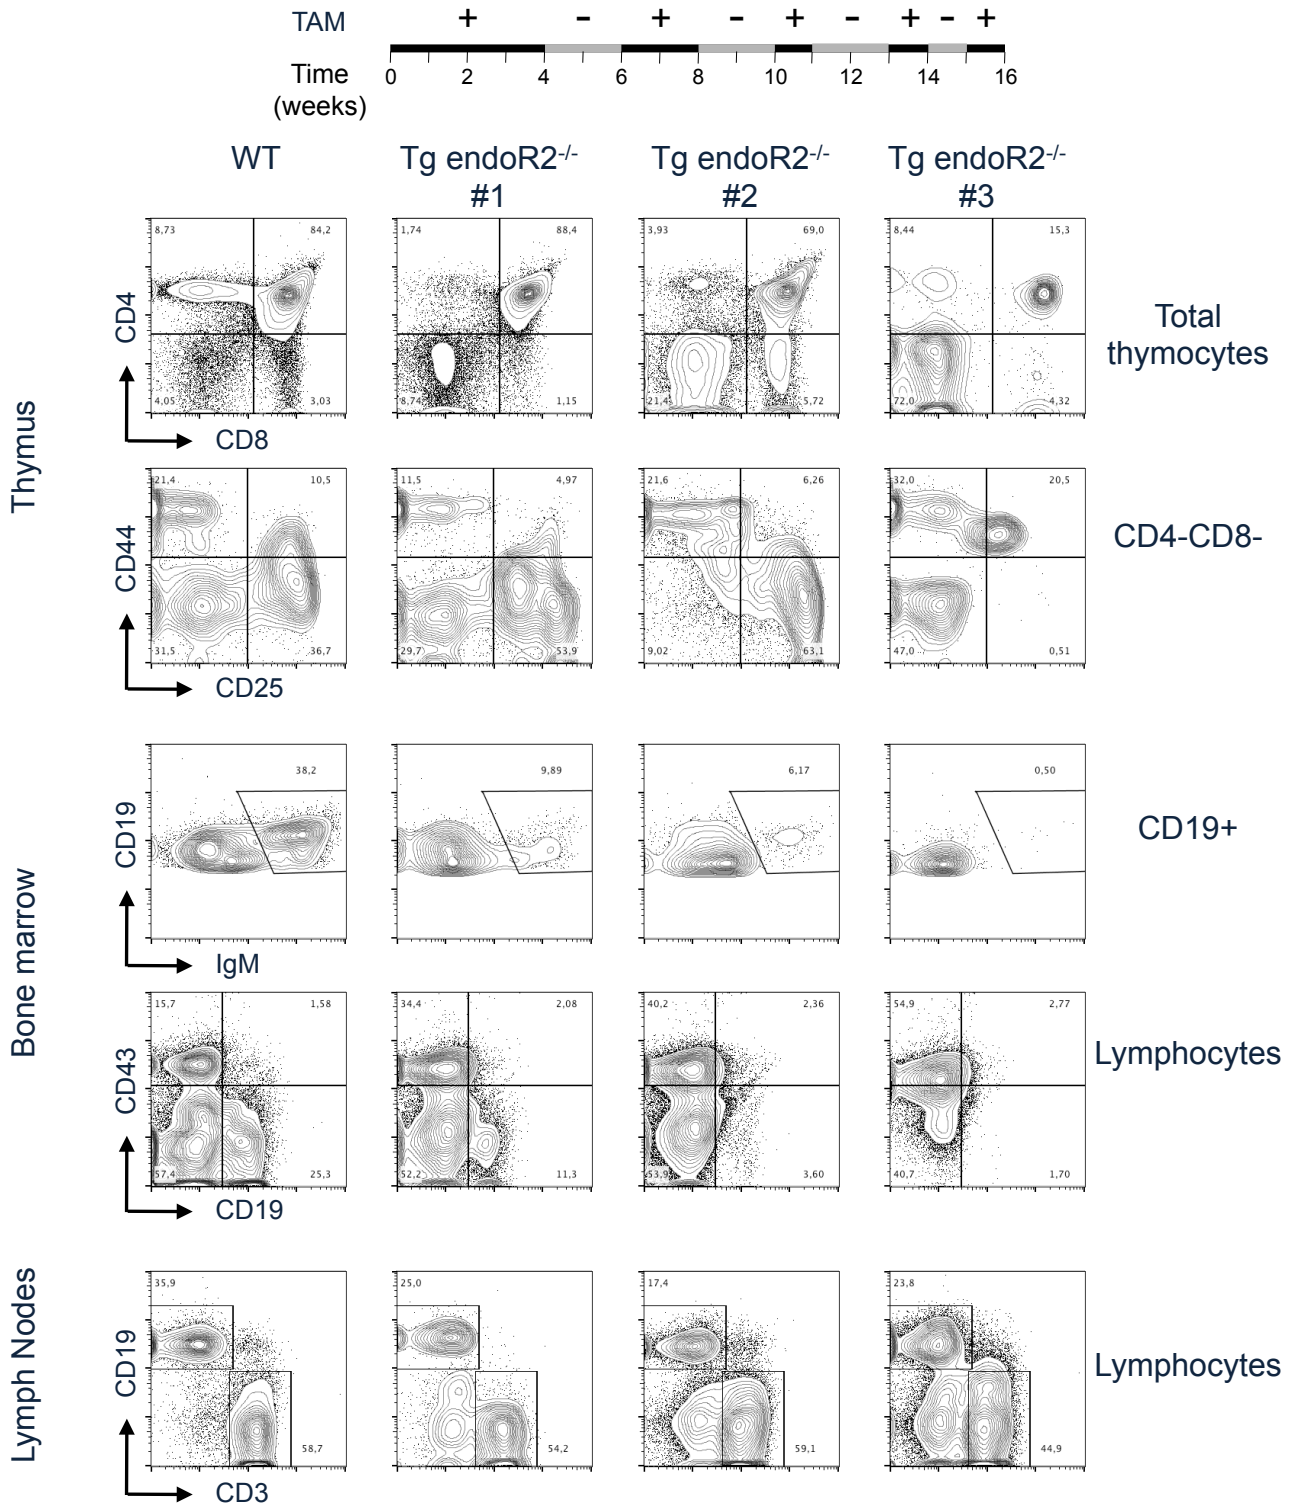 TAM + - + - + - + - +
Time
(weeks)
0 2 4 6 8 10 12 14 16
WT
Tg endoR2-/-
#1
Tg endoR2-/-
#2
Tg endoR2-/-
#3
Thymus
CD4
8,73 84,2
4,05 3,03
1,74 88,4
8,74 1,15
3,93 69,0
21,4 5,72
8,44 15,3
72,0 4,32
CD8
Total
thymocytes
CD44
21,4 10,5
31,5 36,7
11,5 4,97
29,7 53,9
21,6 6,26
9,02 63,1
32,0 20,5
47,0 0,51
CD25
CD4-CD8-
Bone marrow
CD19
38,2
9,89
6,17
0,50
IgM
CD19+
CD43
15,7 1,58
57,4 25,3
34,4 2,08
52,2 11,3
40,2 2,36
53,9 3,60
54,9 2,77
40,7 1,70
CD19
Lymphocytes
Lymph Nodes
CD19
35,9
58,7
25,0
54,2
17,4
59,1
23,8
44,9
CD3
Lymphocytes